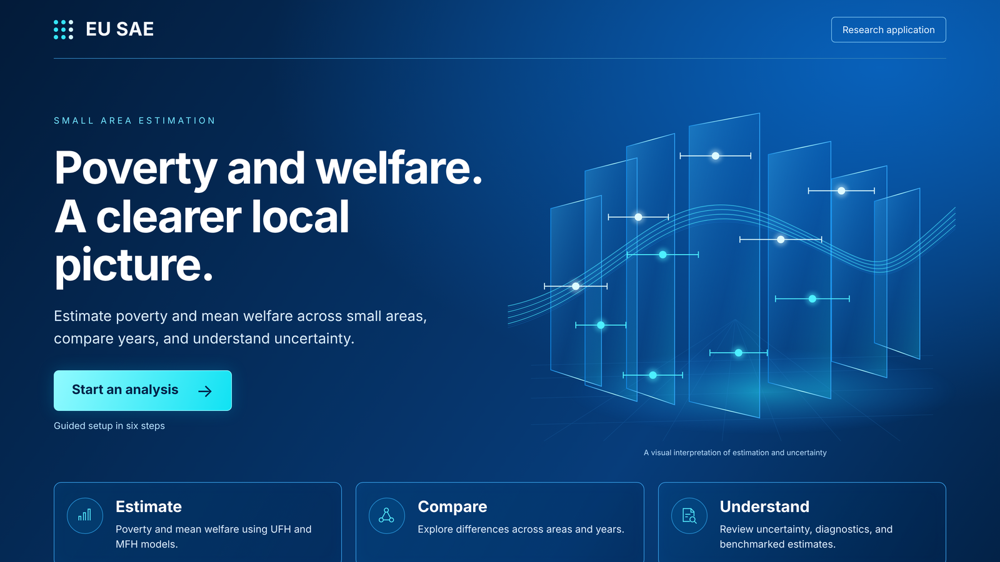 EU SAE
Research application
SMALL AREA ESTIMATION
Poverty and welfare.
A clearer local
picture.
Estimate poverty and mean welfare across small areas,
compare years, and understand uncertainty.
Start an analysis
Guided setup in six steps
A visual interpretation of estimation and uncertainty
Estimate
Poverty and mean welfare using UFH and
MFH models.
Compare
Explore differences across areas and years.
Understand
Review uncertainty, diagnostics, and
benchmarked estimates.